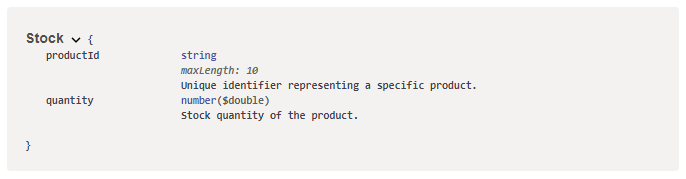 Stock {
productId string
maxLength: 10
Unique identifier representing a specific product.
quantity number($double)
Stock quantity of the product.
}